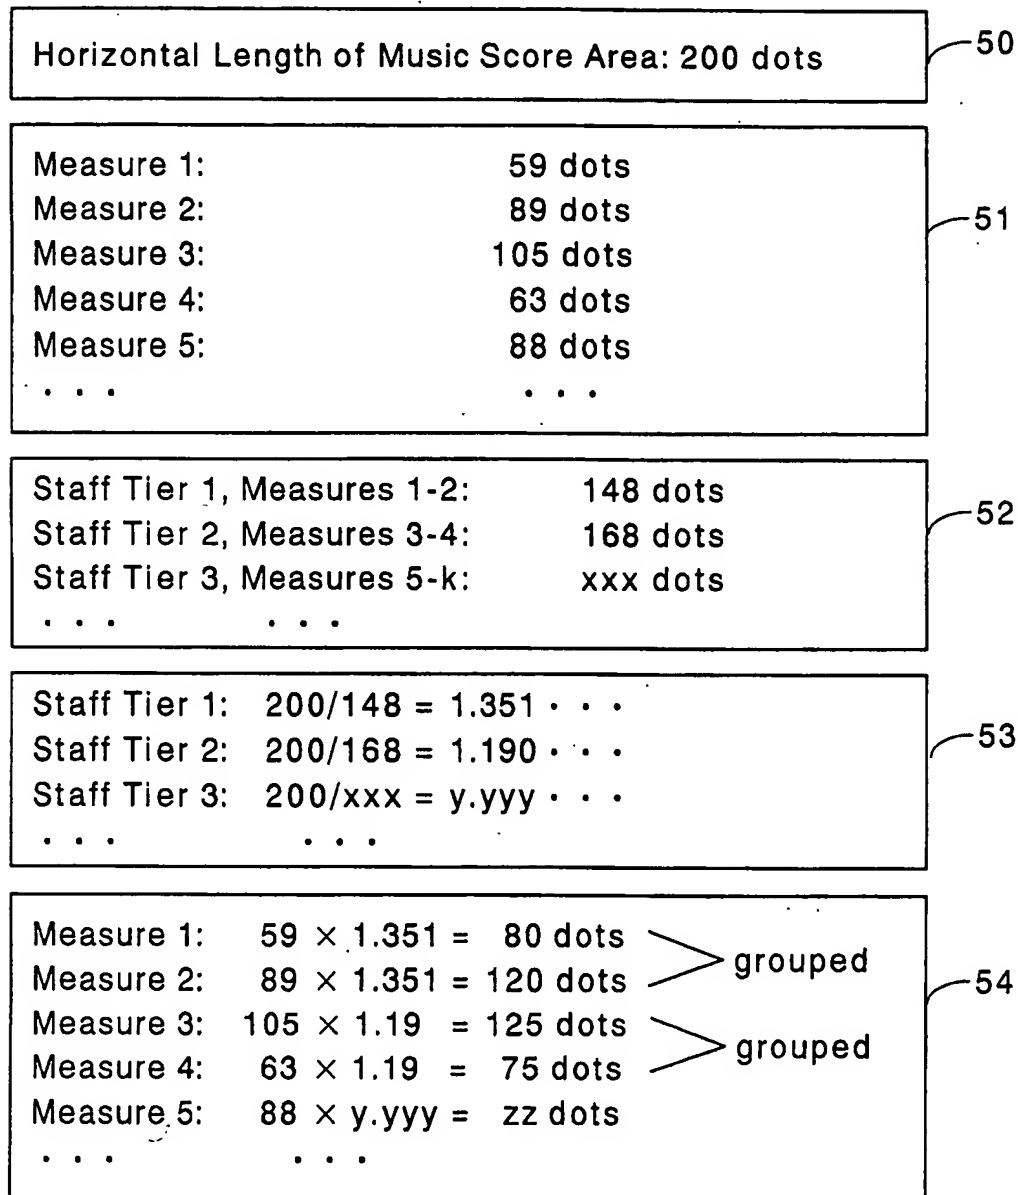 Horizontal Length of Music Score Area: 200 dots
50
Measure 1: 59 dots
Measure 2: 89 dots
51
Measure 3: 105 dots
Measure 4: 63 dots
Measure 5: 88 dots
· · · · · ·
Staff Tier 1, Measures 1-2: 148 dots
52
Staff Tier 2, Measures 3-4: 168 dots
Staff Tier 3, Measures 5-k: xxx dots
· · · · · ·
Staff Tier 1: 200/148 = 1.351 · · ·
Staff Tier 2: 200/168 = 1.190 · · ·
53
Staff Tier 3: 200/xxx = y.yyy · · ·
· · · · · ·
Measure 1: 59 × 1.351 = 80 dots
grouped
Measure 2: 89 × 1.351 = 120 dots
54
Measure 3: 105 × 1.19 = 125 dots
grouped
Measure 4: 63 × 1.19 = 75 dots
Measure 5: 88 × y.yyy = zz dots
· · · · · ·